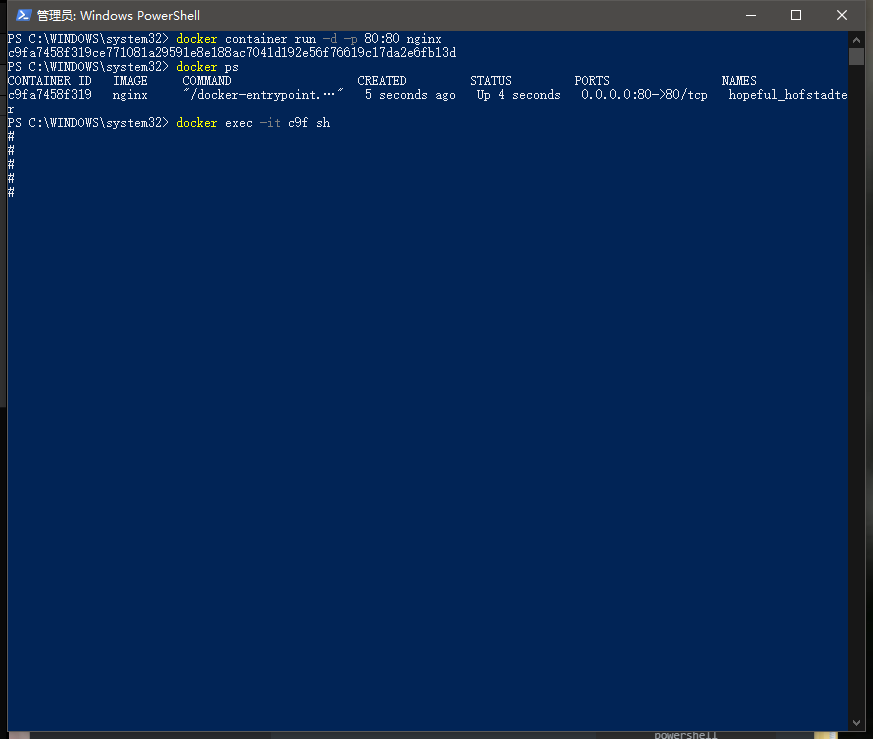 管理员: Windows PowerShell
PS C:\WINDOWS\system32> docker container run -d -p 80:80 nginx
c9fa7458f319ce771081a29591e8e188ac7041d192e56f76619c17da2e6fb13d
PS C:\WINDOWS\system32> docker ps
CONTAINER ID   IMAGE     COMMAND                  CREATED         STATUS         PORTS                NAMES
c9fa7458f319   nginx     "/docker-entrypoint.…"   5 seconds ago   Up 4 seconds   0.0.0.0:80->80/tcp   hopeful_hofstadte
r
PS C:\WINDOWS\system32> docker exec -it c9f sh
#
#
#
#
#
powershell